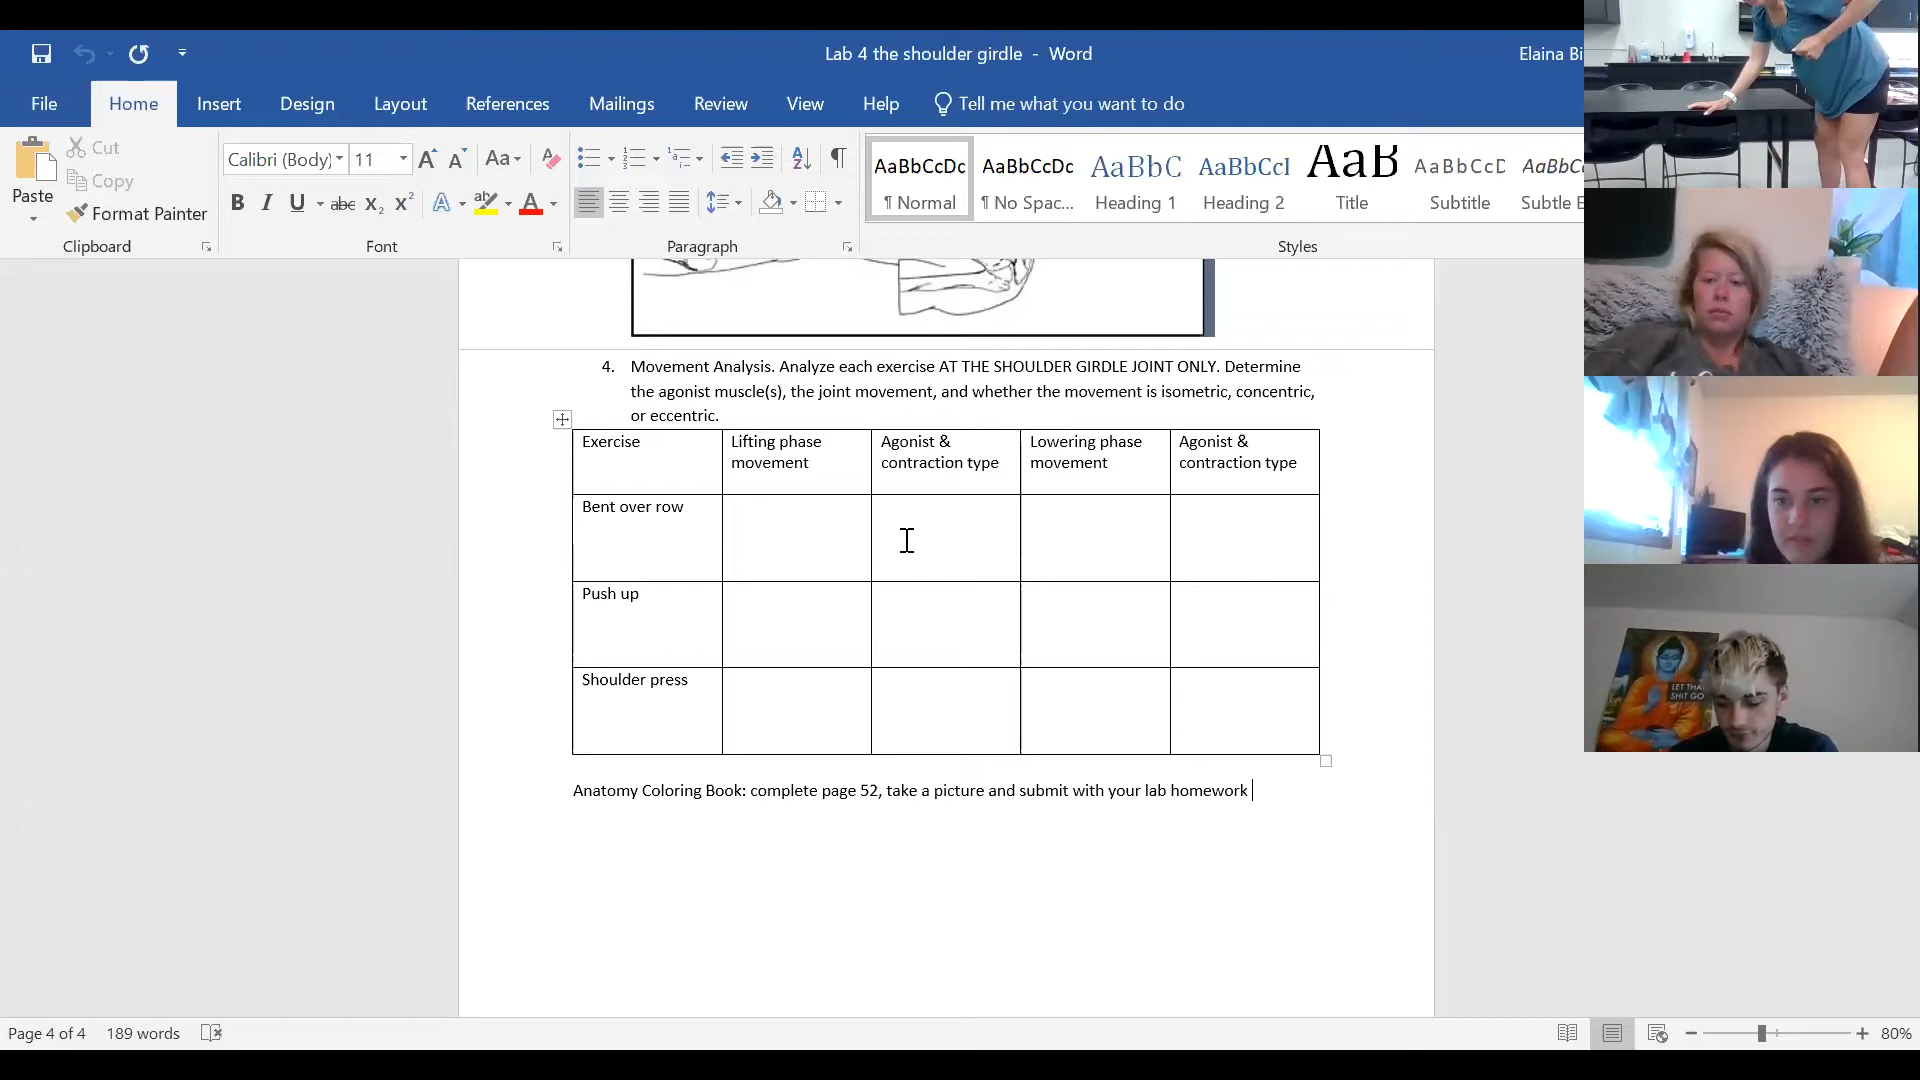 Lab 4 the shoulder girdle - Word
Elaina Bi
File Home Insert Design Layout References Mailings Review View Help Tell me what you want to do
Paste
Cut
Copy
Format Painter
Clipboard
Calibri (Body) 11
Font
Paragraph
AaBbCcDc AaBbCcDc AaBbC AaBbCcI AaB AaBbCcD AaBbCc
¶ Normal ¶ No Spac... Heading 1 Heading 2 Title Subtitle Subtle E
Styles
4. Movement Analysis. Analyze each exercise AT THE SHOULDER GIRDLE JOINT ONLY. Determine
the agonist muscle(s), the joint movement, and whether the movement is isometric, concentric,
or eccentric.
Exercise
Lifting phase
movement
Agonist &
contraction type
Lowering phase
movement
Agonist &
contraction type
Bent over row
Push up
Shoulder press
Anatomy Coloring Book: complete page 52, take a picture and submit with your lab homework
LET THA
SHIT GO
Page 4 of 4 189 words
80%